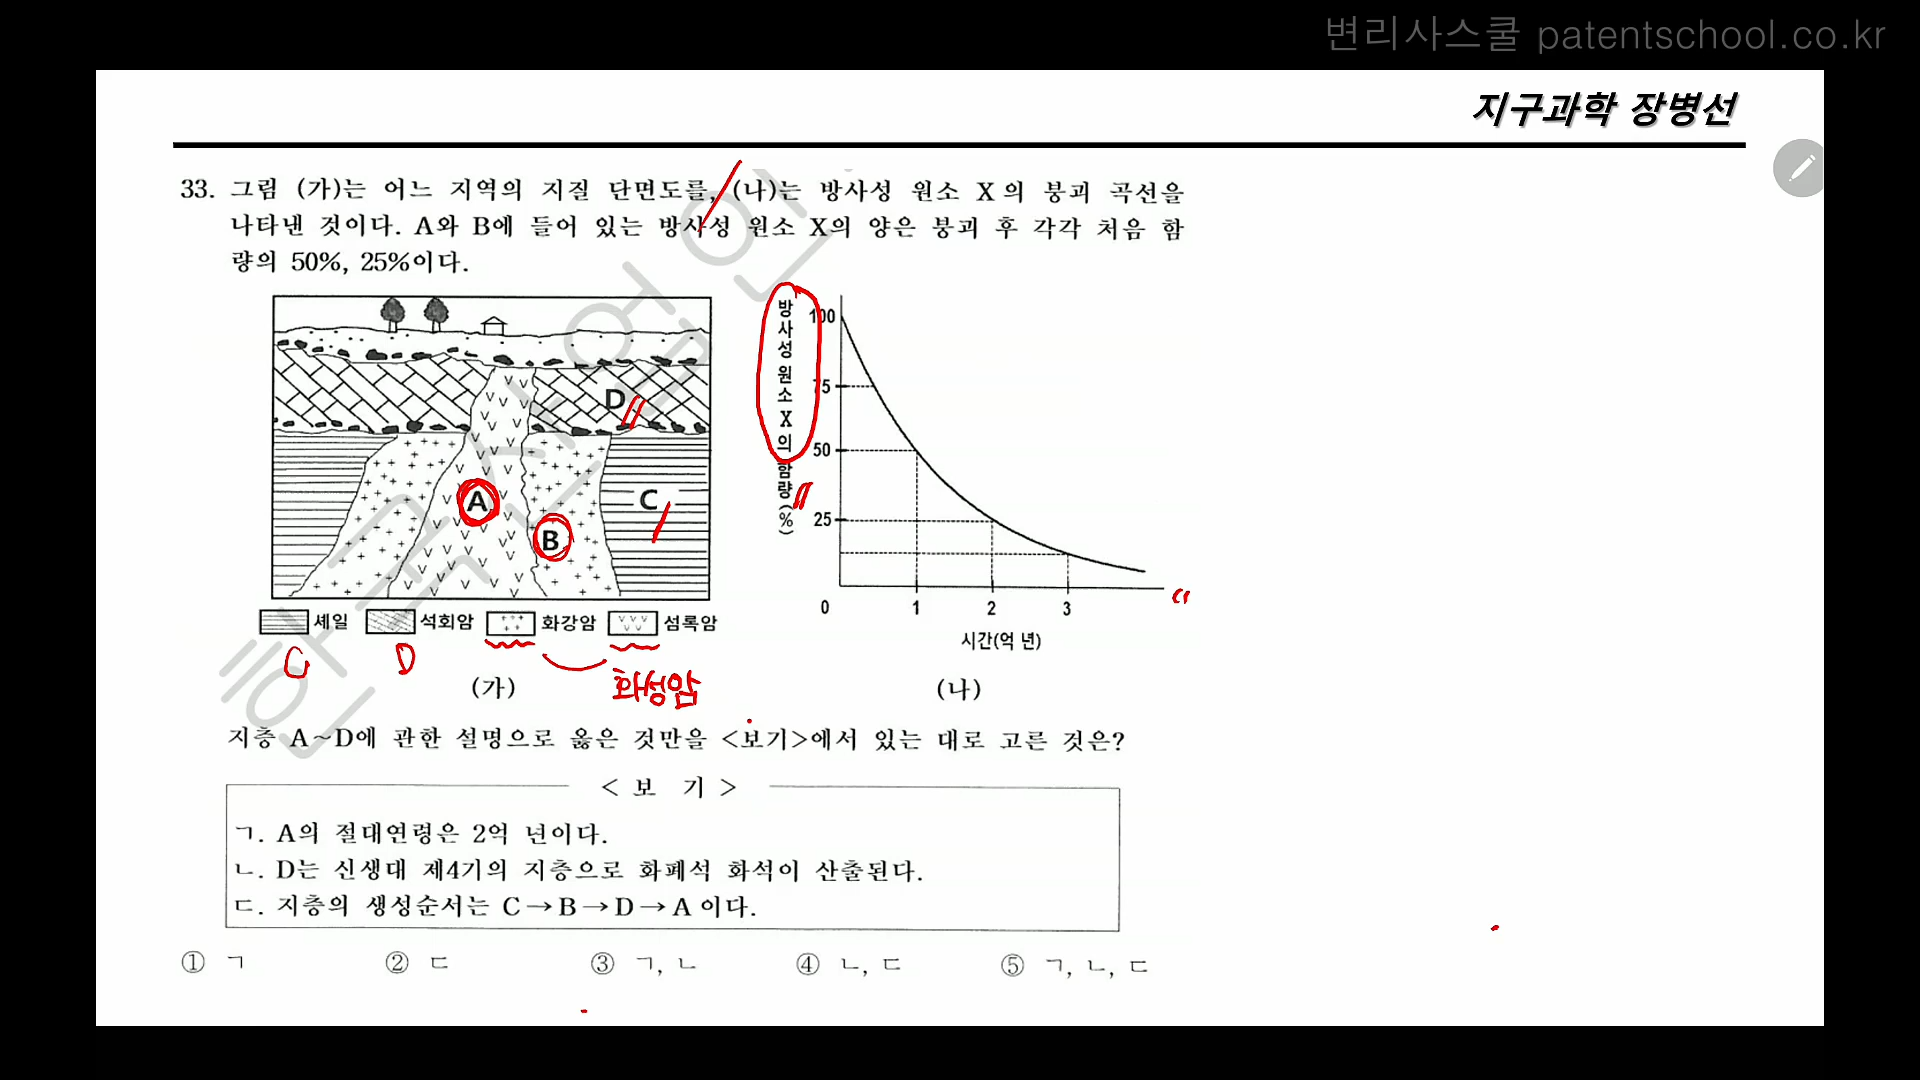 변리사스쿨 patentschool.co.kr
지구과학 장병선
33. 그림 (가)는 어느 지역의 지질 단면도를, (나)는 방사성 원소 X의 붕괴 곡선을
나타낸 것이다. A와 B에 들어 있는 방사성 원소 X의 양은 붕괴 후 각각 처음 함
량의 50%, 25%이다.
D
A
B
C
셰일 석회암 화강암 섬록암
C D
화성암
(가)
방사성 원소 X의 함량(%)
100
75
50
25
0 1 2 3
시간(억 년)
(나)
지층 A~D에 관한 설명으로 옳은 것만을 <보기>에서 있는 대로 고른 것은?
< 보 기 >
ㄱ. A의 절대연령은 2억 년이다.
ㄴ. D는 신생대 제4기의 지층으로 화폐석 화석이 산출된다.
ㄷ. 지층의 생성순서는 C→B→D→A이다.
① ㄱ ② ㄷ ③ ㄱ, ㄴ ④ ㄴ, ㄷ ⑤ ㄱ, ㄴ, ㄷ